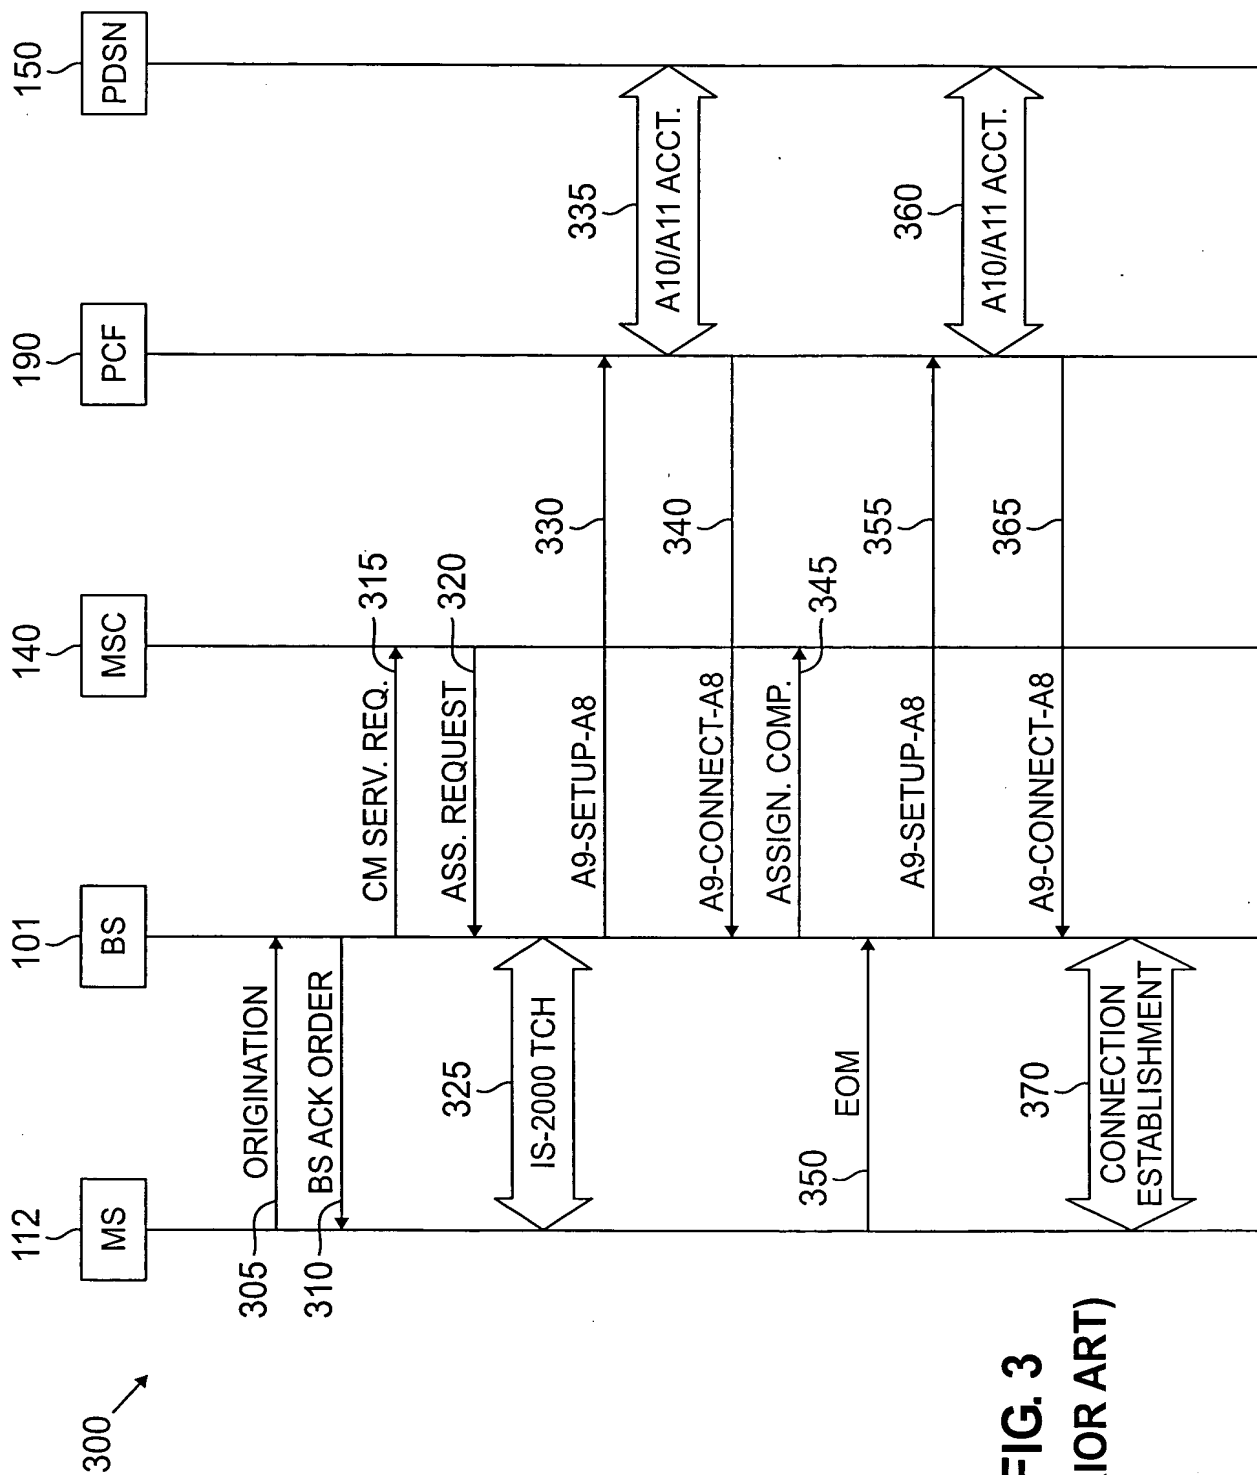 300
112
MS
101
BS
140
MSC
190
PCF
150
PDSN
305
ORIGINATION
310
BS ACK ORDER
CM SERV. REQ.
315
ASS. REQUEST
320
325
IS-2000 TCH
A9-SETUP-A8
330
335
A10/A11 ACCT.
A9-CONNECT-A8
340
ASSIGN. COMP.
345
350
EOM
A9-SETUP-A8
355
360
A10/A11 ACCT.
A9-CONNECT-A8
365
370
CONNECTION
ESTABLISHMENT
FIG. 3
IOR ART)